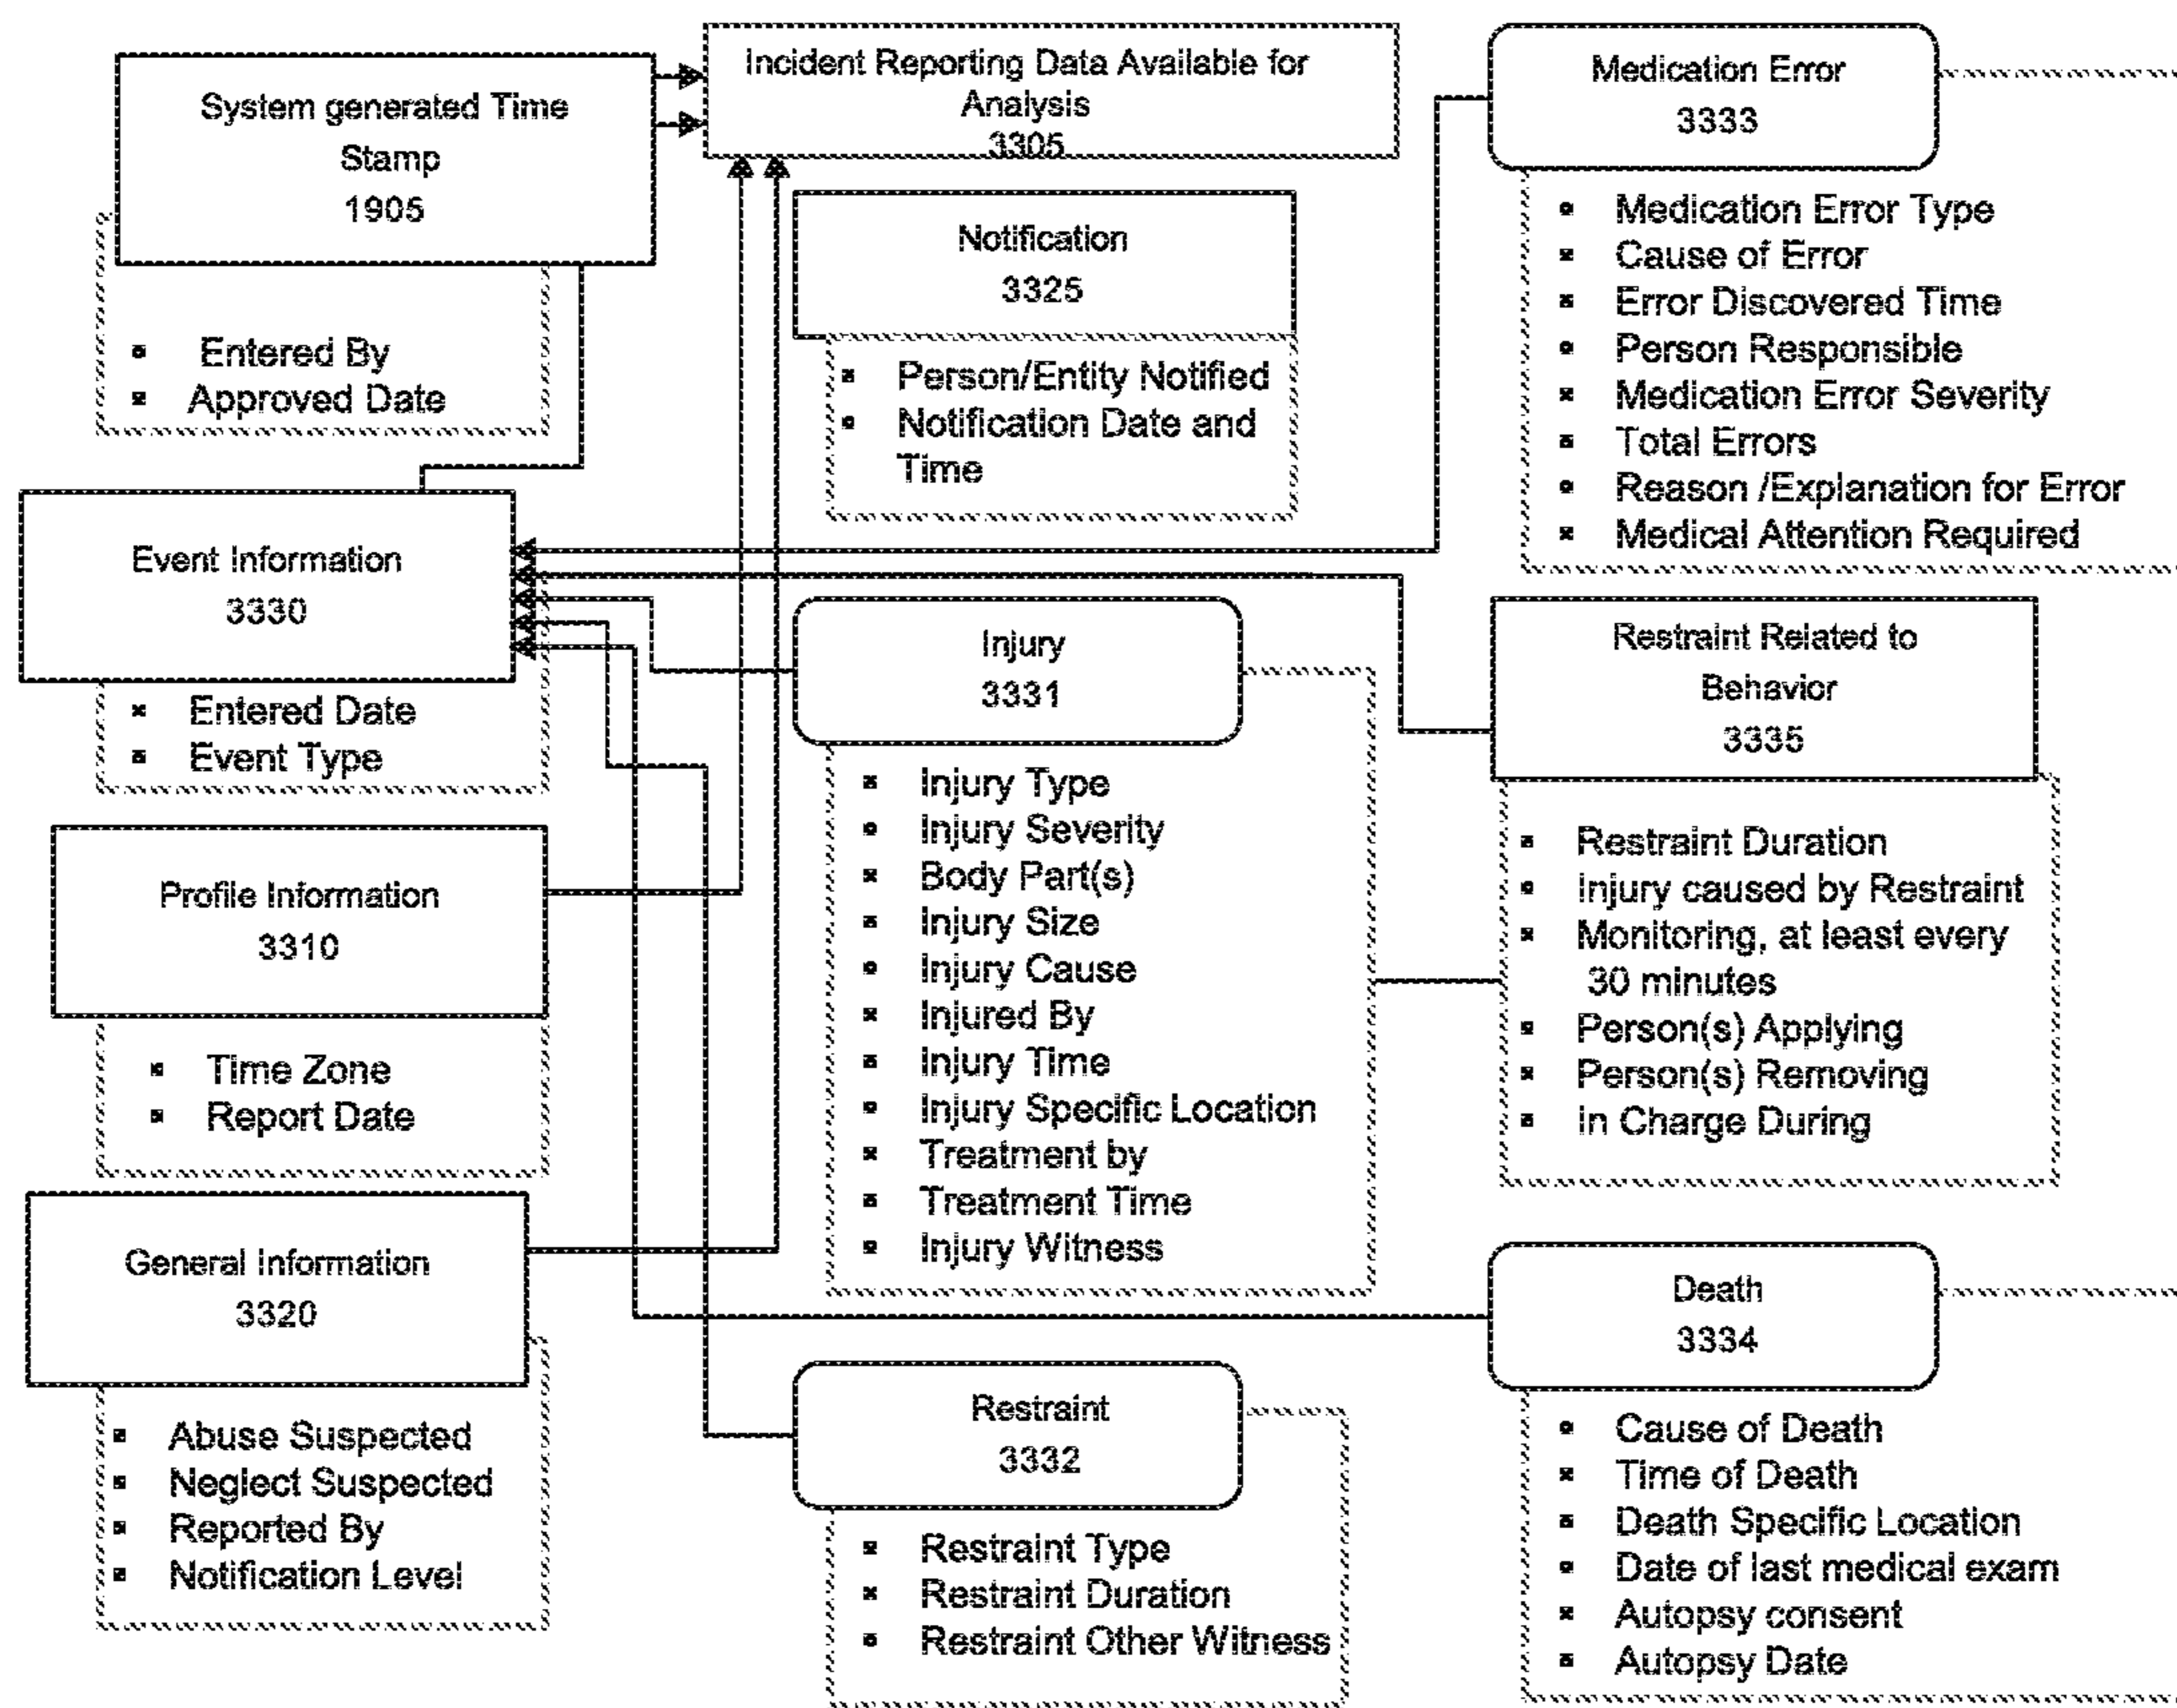 System generated Time
Stamp
1905
Entered By
Approved Date
Incident Reporting Data Available for
Analysis
3305
Notification
3325
Person/Entity Notified
Notification Date and
Time
Medication Error
3333
Medication Error Type
Cause of Error
Error Discovered Time
Person Responsible
Medication Error Severity
Total Errors
Reason /Explanation for Error
Medical Attention Required
Event Information
3330
Entered Date
Event Type
Injury
3331
Injury Type
Injury Severity
Body Part(s)
Injury Size
Injury Cause
Injured By
Injury Time
Injury Specific Location
Treatment by
Treatment Time
Injury Witness
Restraint Related to
Behavior
3335
Restraint Duration
Injury caused by Restraint
Monitoring, at least every
30 minutes
Person(s) Applying
Person(s) Removing
In Charge During
Profile Information
3310
Time Zone
Report Date
General Information
3320
Abuse Suspected
Neglect Suspected
Reported By
Notification Level
Restraint
3332
Restraint Type
Restraint Duration
Restraint Other Witness
Death
3334
Cause of Death
Time of Death
Death Specific Location
Date of last medical exam
Autopsy consent
Autopsy Date